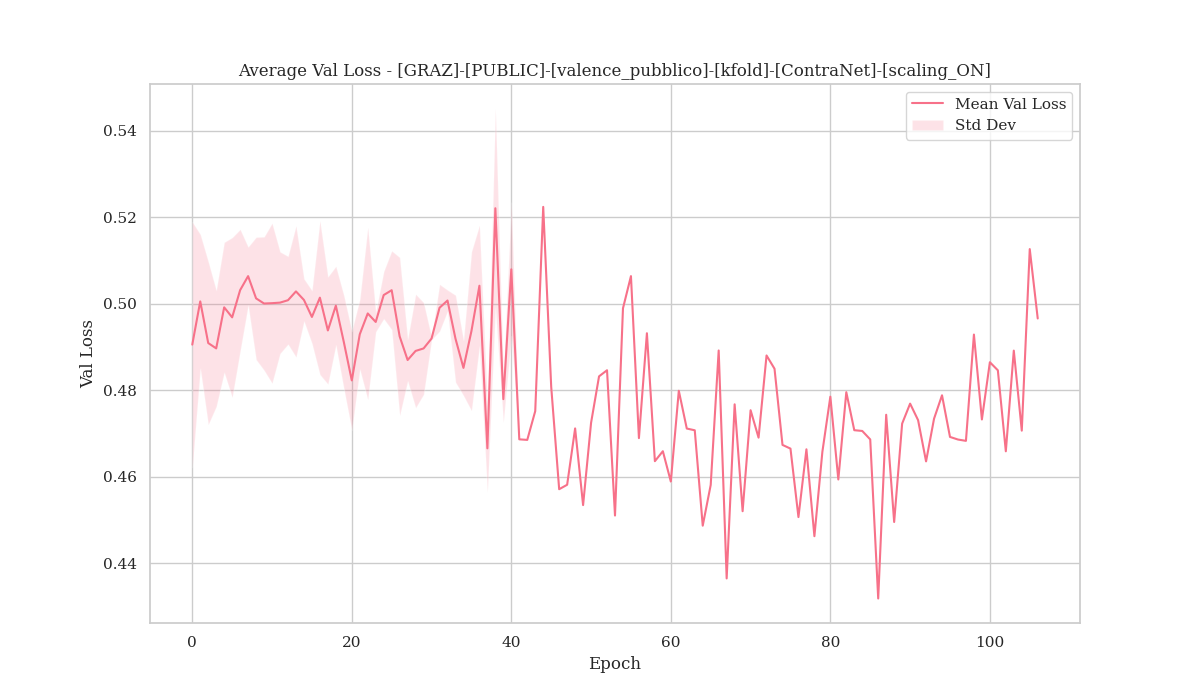 Average Val Loss - [GRAZ]-[PUBLIC]-[valence_pubblico]-[kfold]-[ContraNet]-[scaling_ON]
Mean Val Loss
Std Dev
Val Loss
0.54
0.52
0.50
0.48
0.46
0.44
0 20 40 60 80 100
Epoch